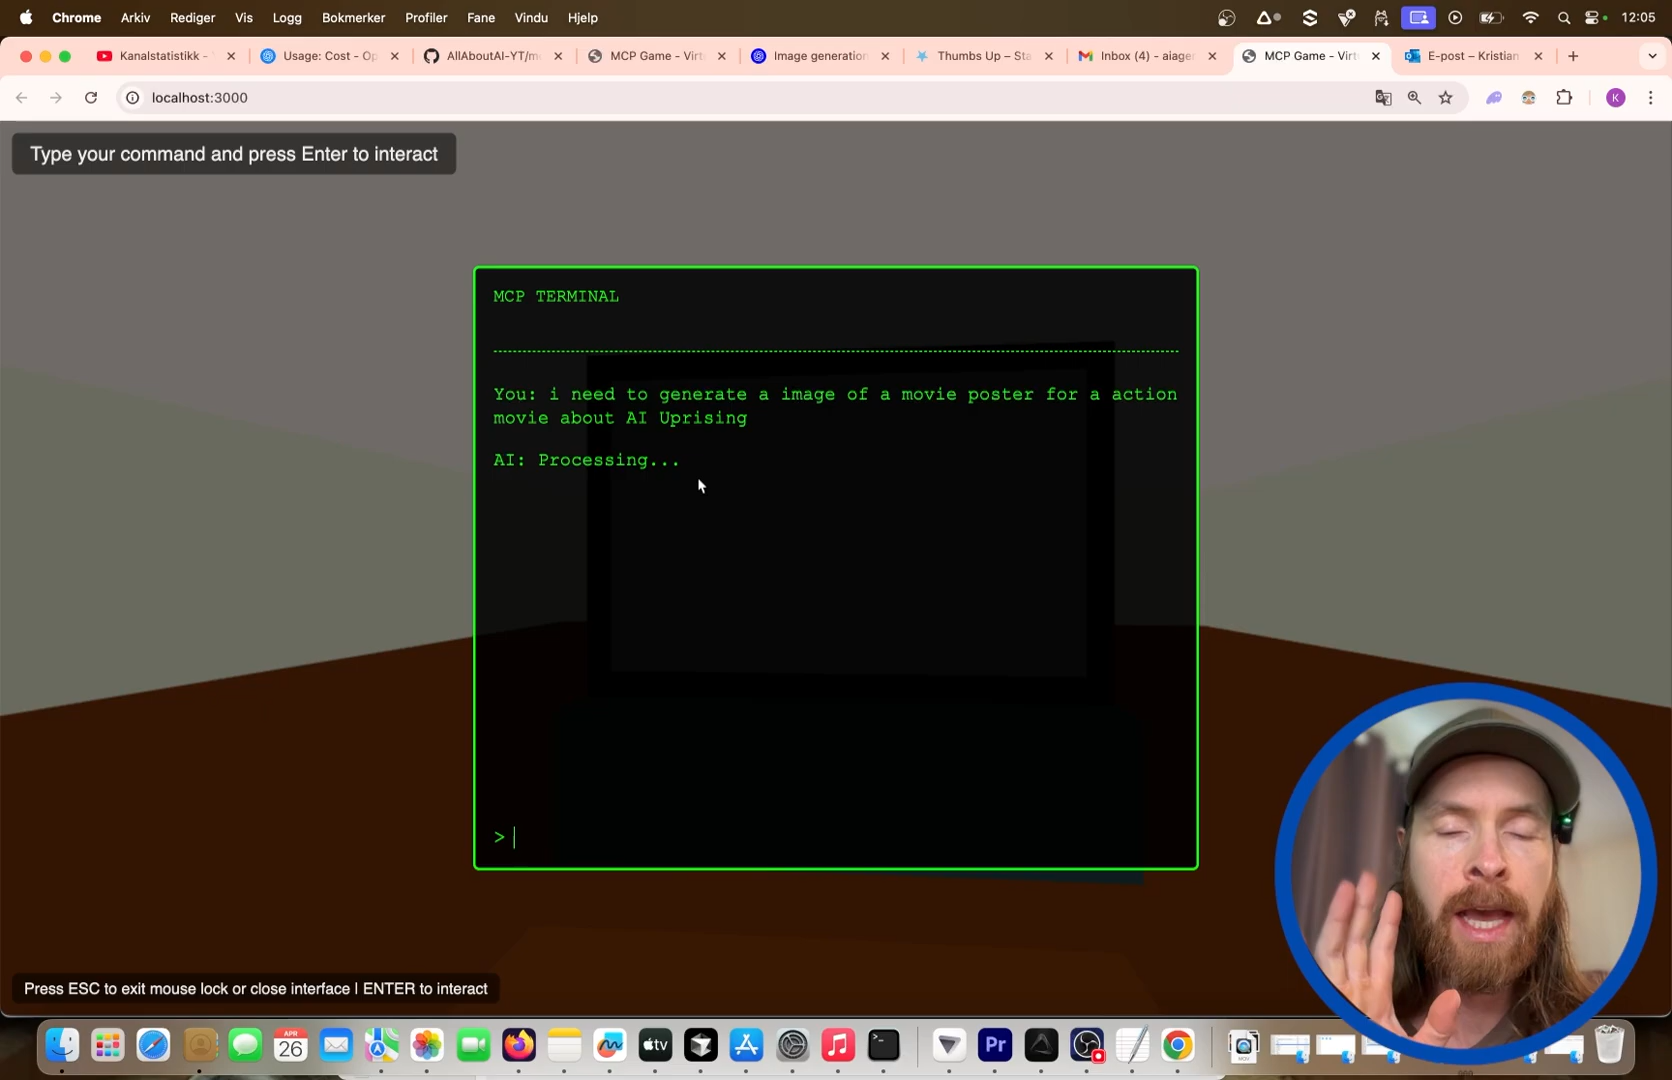 Chrome Arkiv Rediger Vis Logg Bokmerker Profiler Fane Vindu Hjelp 12:05
Kanalstatistikk - Usage: Cost - Op AllAboutAI-YT/m MCP Game - Virt Image generation Thumbs Up – Sta Inbox (4) - aiager MCP Game - Virt E-post – Kristian
localhost:3000 K
Type your command and press Enter to interact
MCP TERMINAL
You: i need to generate a image of a movie poster for a action
movie about AI Uprising
AI: Processing...
>
Press ESC to exit mouse lock or close interface | ENTER to interact
APR
26
tv
Pr